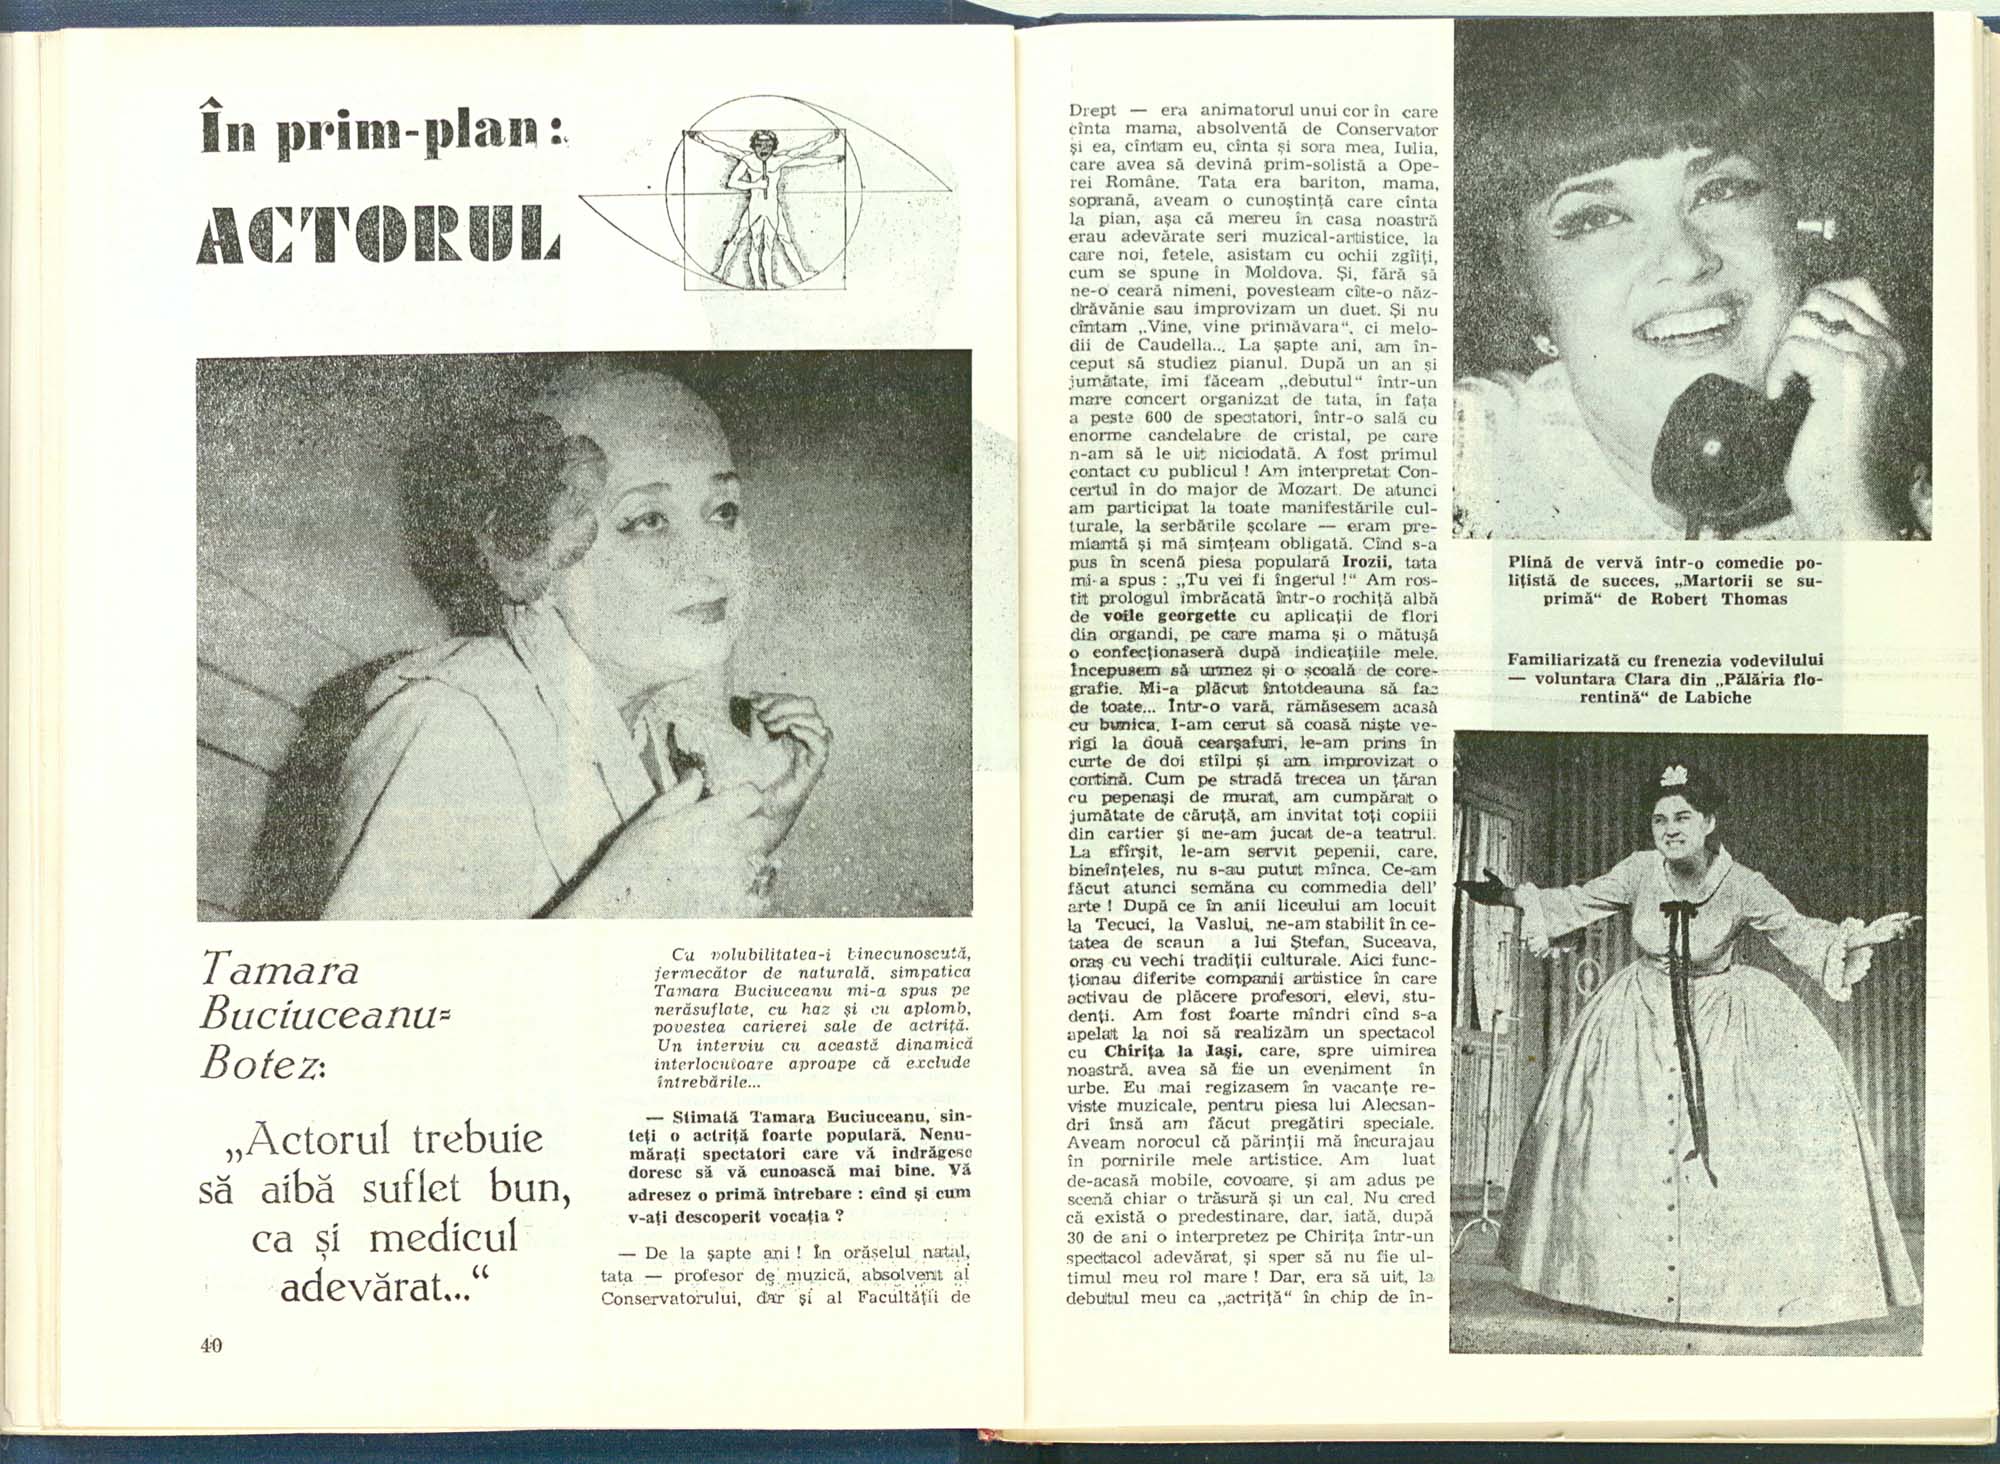 În prim-plan :
ACTORUL
Tamara
Buciuceanu-
Botez:
„Actorul trebuie
să aibă suflet bun,
ca și medicul
adevărat...“
Cu volubilitatea-i binecunoscută,
fermecător de naturală, simpatica
Tamara Buciuceanu mi-a spus pe
nerăsuflate, cu haz și cu aplomb,
povestea carierei sale de actriță.
Un interviu cu această dinamică
interlocutoare aproape că exclude
întrebările...
— Stimată Tamara Buciuceanu, sîn-
teți o actriță foarte populară. Nenu-
mărați spectatori care vă îndrăgesc
doresc să vă cunoască mai bine. Vă
adresez o primă întrebare : cînd și cum
v-ați descoperit vocația ?
— De la șapte ani ! În orășelul natal,
tata — profesor de muzică, absolvent al
Conservatorului, dar și al Facultății de
40
Drept — era animatorul unui cor în care
cînta mama, absolventă de Conservator
și ea, cîntam eu, cînta și sora mea, Iulia,
care avea să devină prim-solistă a Ope-
rei Române. Tata era bariton, mama,
soprană, aveam o cunoștință care cînta
la pian, așa că mereu în casa noastră
erau adevărate seri muzical-artistice, la
care noi, fetele, asistam cu ochii zgîiți,
cum se spune în Moldova. Și, fără să
ne-o ceară nimeni, povesteam cîte-o năz-
drăvănie sau improvizam un duet. Și nu
cîntam „Vine, vine primăvara“, ci melo-
dii de Caudella... La șapte ani, am în-
ceput să studiez pianul. După un an și
jumătate, îmi făceam „debutul“ într-un
mare concert organizat de tata, în fața
a peste 600 de spectatori, într-o sală cu
enorme candelabre de cristal, pe care
n-am să le uit niciodată. A fost primul
contact cu publicul ! Am interpretat Con-
certul în do major de Mozart. De atunci
am participat la toate manifestările cul-
turale, la serbările școlare — eram pre-
miantă și mă simțeam obligată. Cînd s-a
pus în scenă piesa populară Irozii, tata
mi-a spus : „Tu vei fi îngerul !“ Am ros-
tit prologul îmbrăcată într-o rochiță albă
de voile georgette cu aplicații de flori
din organdi, pe care mama și o mătușă
o confecționaseră după indicațiile mele.
Începusem să urmez și o școală de core-
grafie. Mi-a plăcut întotdeauna să fac
de toate... Într-o vară, rămăsesem acasă
cu bunica. I-am cerut să coasă niște ve-
rigi la două cearșafuri, le-am prins în
curte de doi stîlpi și am improvizat o
cortină. Cum pe stradă trecea un țăran
cu pepenași de murat, am cumpărat o
jumătate de căruță, am invitat toți copiii
din cartier și ne-am jucat de-a teatrul.
La sfîrșit, le-am servit pepenii, care,
bineînțeles, nu s-au putut mînca. Ce-am
făcut atunci semăna cu commedia dell'
arte ! După ce în anii liceului am locuit
la Tecuci, la Vaslui, ne-am stabilit în ce-
tatea de scaun a lui Ștefan, Suceava,
oraș cu vechi tradiții culturale. Aici func-
ționau diferite companii artistice în care
activau de plăcere profesori, elevi, stu-
denți. Am fost foarte mîndri cînd s-a
apelat la noi să realizăm un spectacol
cu Chirița la Iași, care, spre uimirea
noastră, avea să fie un eveniment în
urbe. Eu mai regizasem în vacanțe re-
viste muzicale, pentru piesa lui Alecsan-
dri însă am făcut pregătiri speciale.
Aveam norocul că părinții mă încurajau
în pornirile mele artistice. Am luat
de-acasă mobile, covoare, și am adus pe
scenă chiar o trăsură și un cal. Nu cred
că există o predestinare, dar, iată, după
30 de ani o interpretez pe Chirița într-un
spectacol adevărat, și sper să nu fie ul-
timul meu rol mare ! Dar, era să uit, la
debutul meu ca „actriță“ în chip de în-
Plină de vervă într-o comedie po-
lițistă de succes, „Martorii se su-
primă“ de Robert Thomas
Familiarizată cu frenezia vodevilului
— voluntara Clara din „Pălăria flo-
rentină“ de Labiche